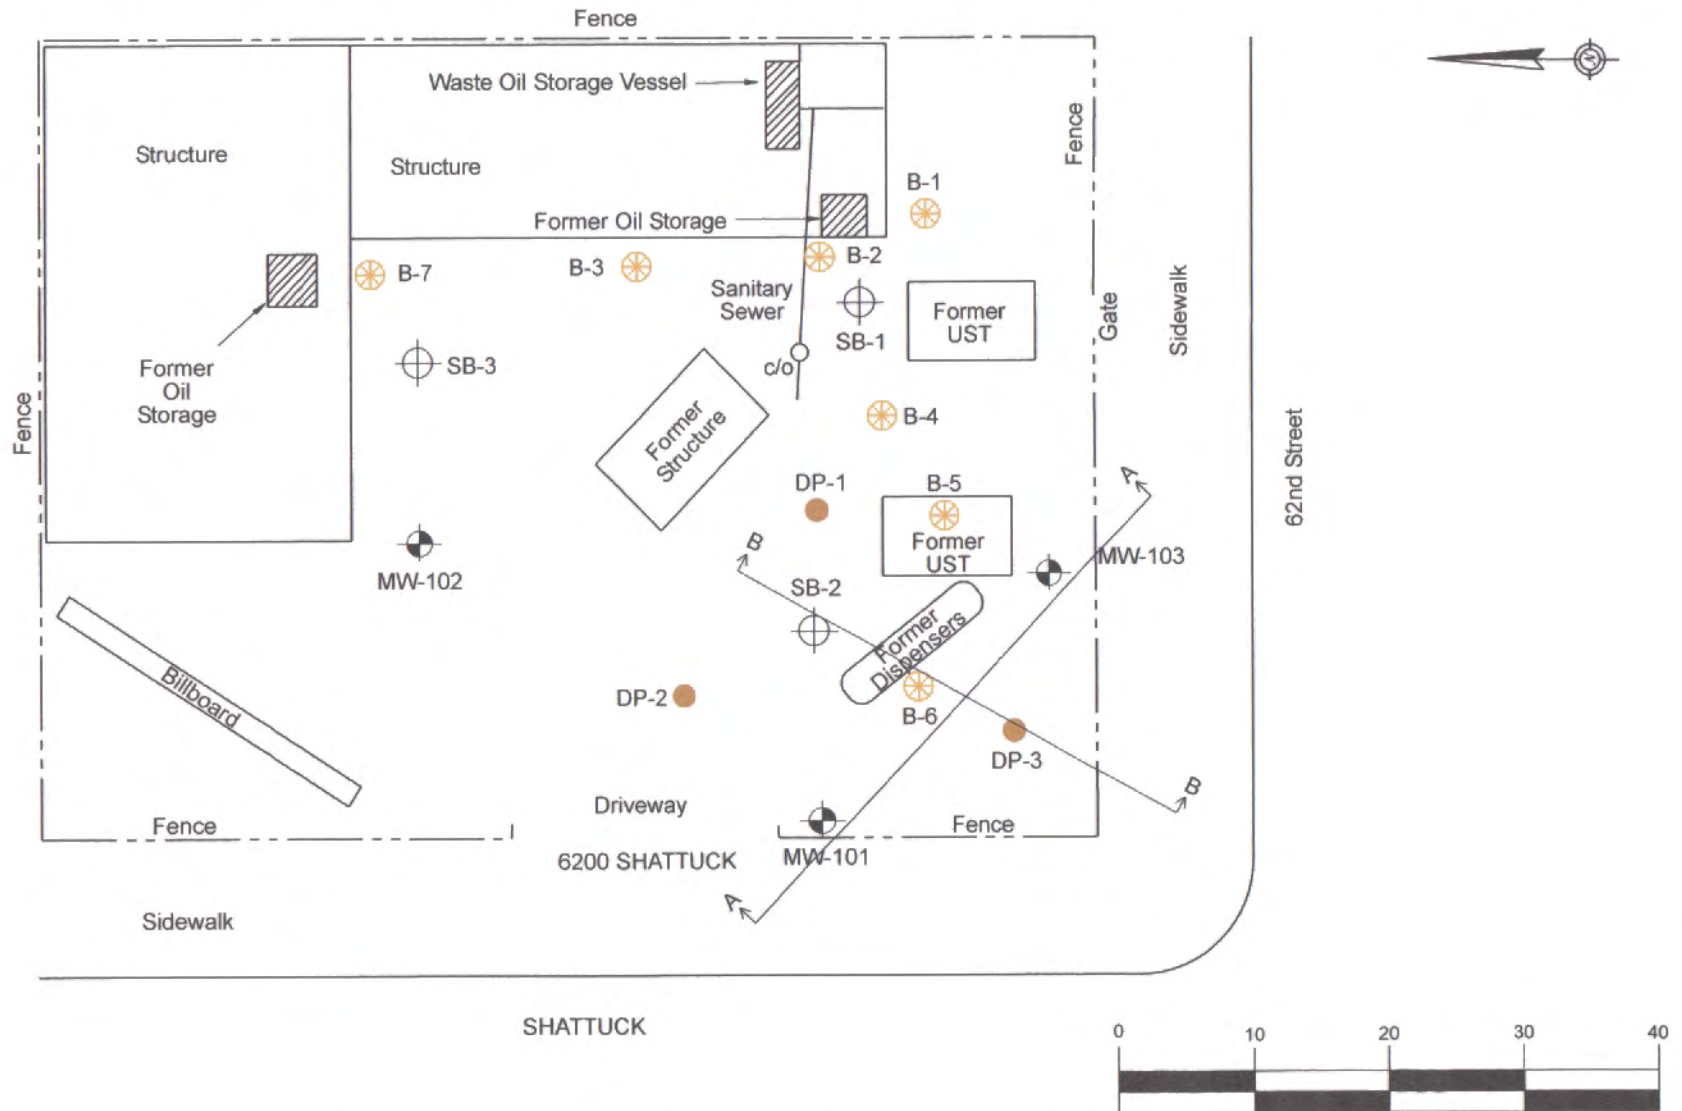 Fence
Waste Oil Storage Vessel
N
Structure
Structure
Fence
B-1
Former Oil Storage
B-2
B-3
B-7
Sanitary
Sewer
SB-1
Former
UST
Gate
Sidewalk
c/o
SB-3
Former
Oil
Storage
Fence
Former
Structure
B-4
62nd Street
A
DP-1
B-5
Former
UST
B
MW-103
MW-102
SB-2
Former
Dispensers
Billboard
DP-2
B-6
DP-3
B
Driveway
Fence
Fence
6200 SHATTUCK
MW-101
A
Sidewalk
SHATTUCK
0 10 20 30 40